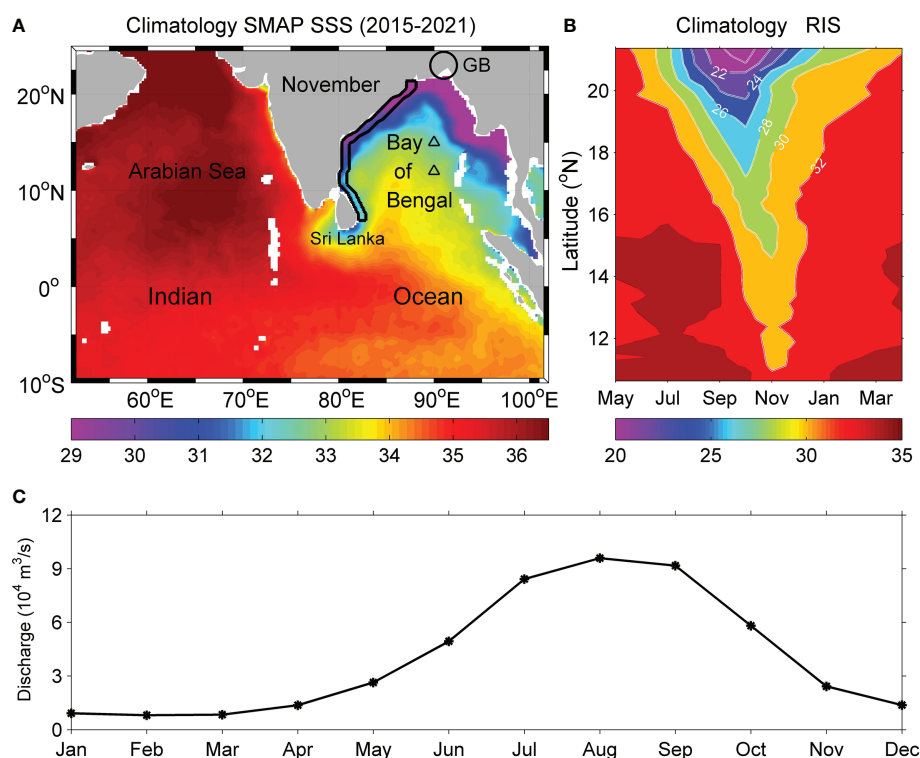 A Climatology SMAP SSS (2015-2021)
20°N
10°N
0°
10°S
November
GB
Arabian Sea
Bay
of
Bengal
Sri Lanka
Indian Ocean
60°E 70°E 80°E 90°E 100°E
29 30 31 32 33 34 35 36
B Climatology RIS
Latitude (°N)
20
18
16
14
12
22
24
26
28
30
32
May Jul Sep Nov Jan Mar
20 25 30 35
C
Discharge (10⁴ m³/s)
12
9
6
3
0
Jan Feb Mar Apr May Jun Jul Aug Sep Oct Nov Dec